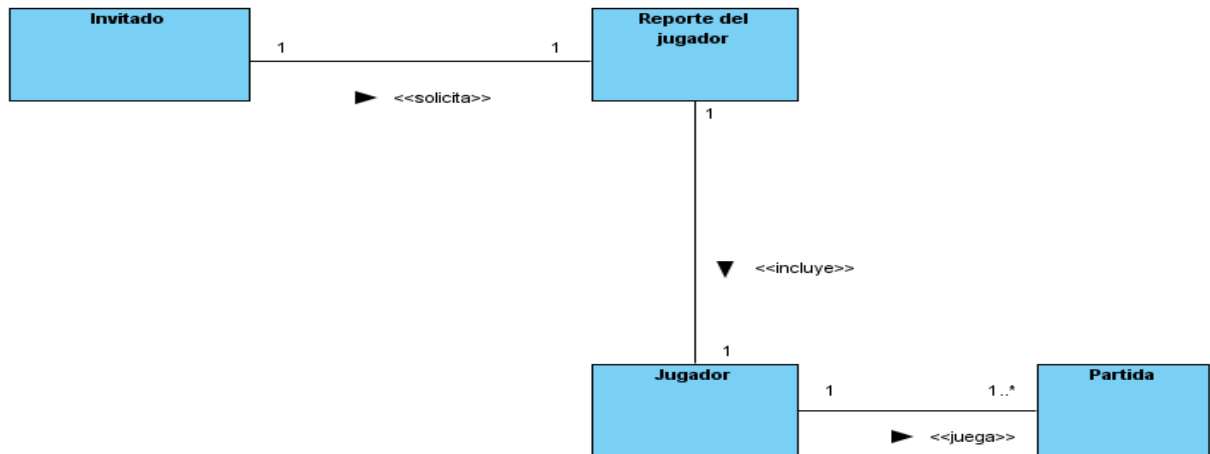 Invitado
Reporte del
jugador
1
1
<<solicita>>
1
<<incluye>>
1
Jugador
Partida
1
1..*
<<juega>>